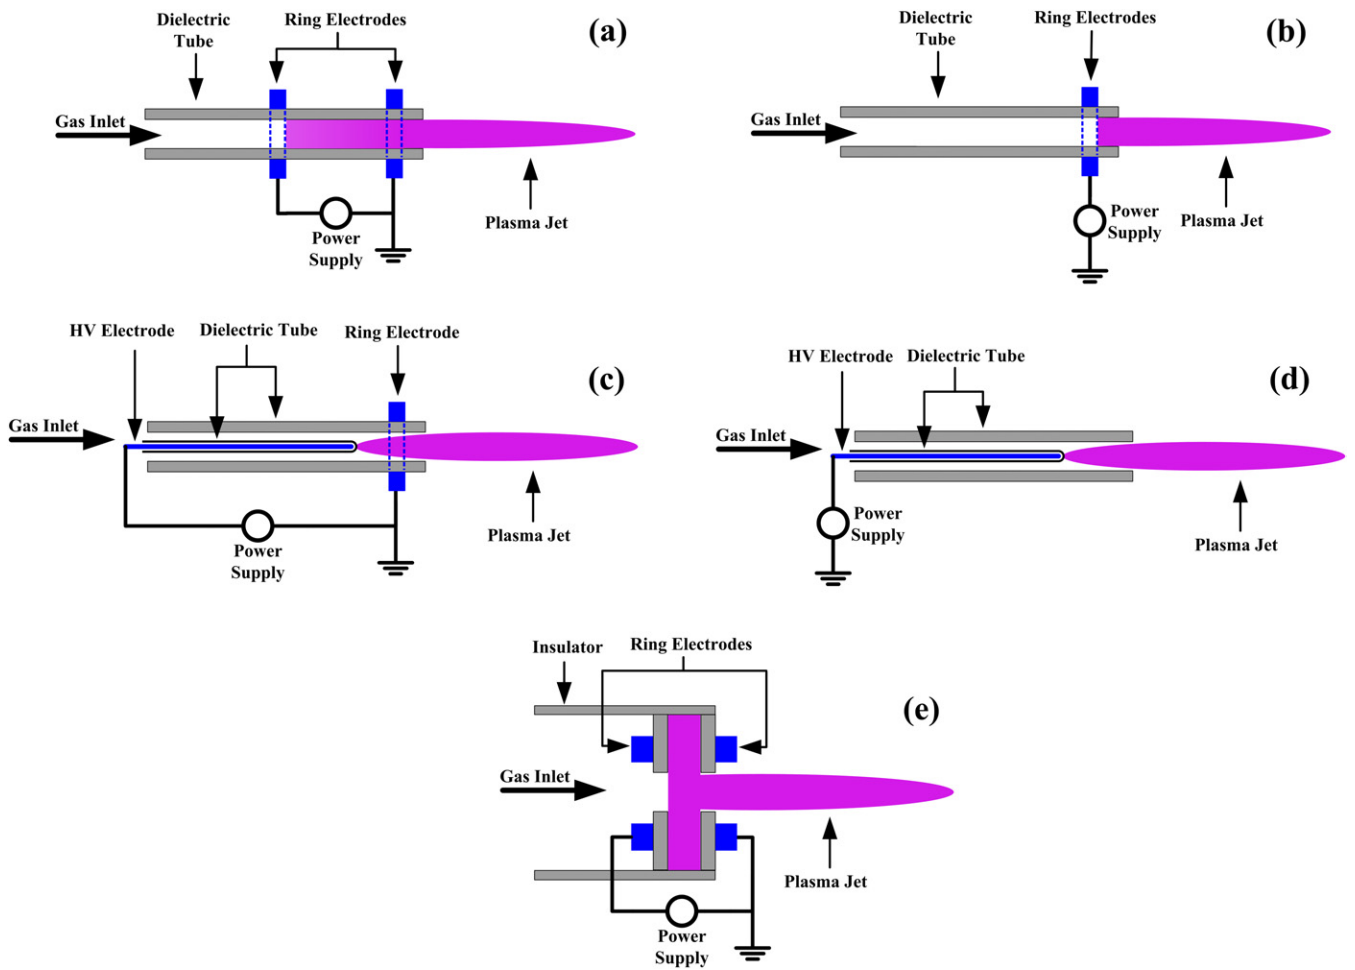 Dielectric
Tube
Ring Electrodes
(a)
Gas Inlet
Plasma Jet
Power
Supply
Dielectric
Tube
Ring Electrodes
(b)
Gas Inlet
Power
Supply
Plasma Jet
HV Electrode
Dielectric Tube
Ring Electrode
(c)
Gas Inlet
Plasma Jet
Power
Supply
HV Electrode
Dielectric Tube
(d)
Gas Inlet
Power
Supply
Plasma Jet
Insulator
Ring Electrodes
(e)
Gas Inlet
Plasma Jet
Power
Supply